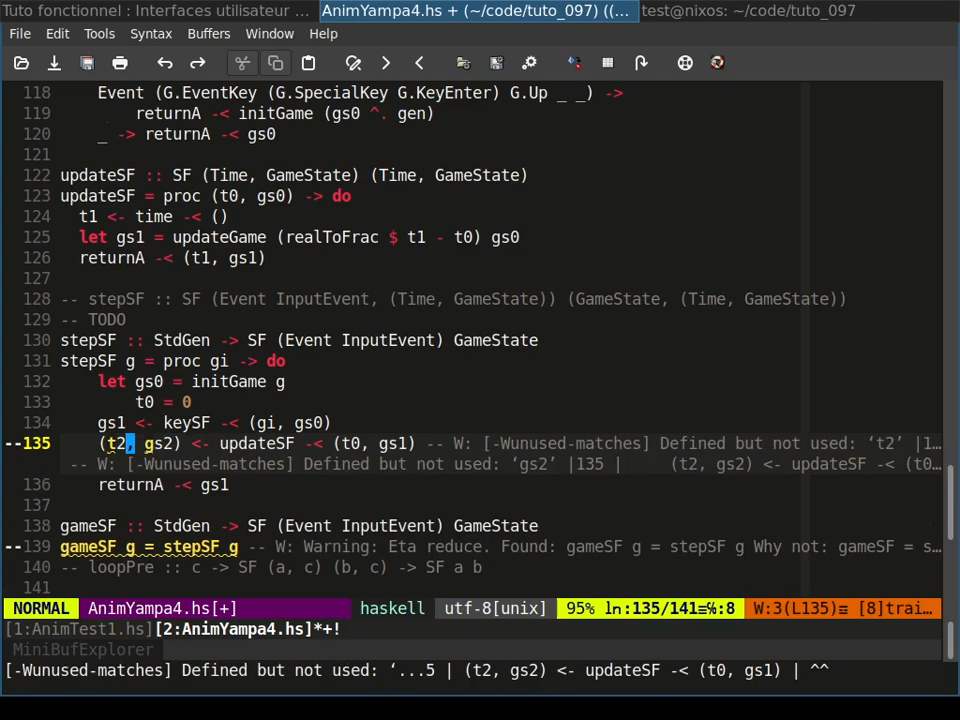 Tuto fonctionnel : Interfaces utilisateur ... AnimYampa4.hs + (~/code/tuto_097) ((... test@nixos: ~/code/tuto_097
File Edit Tools Syntax Buffers Window Help
118     Event (G.EventKey (G.SpecialKey G.KeyEnter) G.Up _ _) ->
119         returnA -< initGame (gs0 ^. gen)
120     _ -> returnA -< gs0
121
122 updateSF :: SF (Time, GameState) (Time, GameState)
123 updateSF = proc (t0, gs0) -> do
124   t1 <- time -< ()
125   let gs1 = updateGame (realToFrac $ t1 - t0) gs0
126   returnA -< (t1, gs1)
127
128 -- stepSF :: SF (Event InputEvent, (Time, GameState)) (GameState, (Time, GameState))
129 -- TODO
130 stepSF :: StdGen -> SF (Event InputEvent) GameState
131 stepSF g = proc gi -> do
132     let gs0 = initGame g
133         t0 = 0
134     gs1 <- keySF -< (gi, gs0)
--135     (t2, gs2) <- updateSF -< (t0, gs1) -- W: [-Wunused-matches] Defined but not used: ‘t2’ |1…
-- W: [-Wunused-matches] Defined but not used: ‘gs2’ |135 |     (t2, gs2) <- updateSF -< (t0…
136     returnA -< gs1
137
138 gameSF :: StdGen -> SF (Event InputEvent) GameState
--139 gameSF g = stepSF g -- W: Warning: Eta reduce. Found: gameSF g = stepSF g Why not: gameSF = s…
140 -- loopPre :: c -> SF (a, c) (b, c) -> SF a b
141
NORMAL AnimYampa4.hs[+] haskell utf-8[unix] 95% ㏑:135/141≡℅:8 W:3(L135)≡ [8]trai…
[1:AnimTest1.hs][2:AnimYampa4.hs]*+!
MiniBufExplorer
[-Wunused-matches] Defined but not used: ‘...5 | (t2, gs2) <- updateSF -< (t0, gs1) | ^^